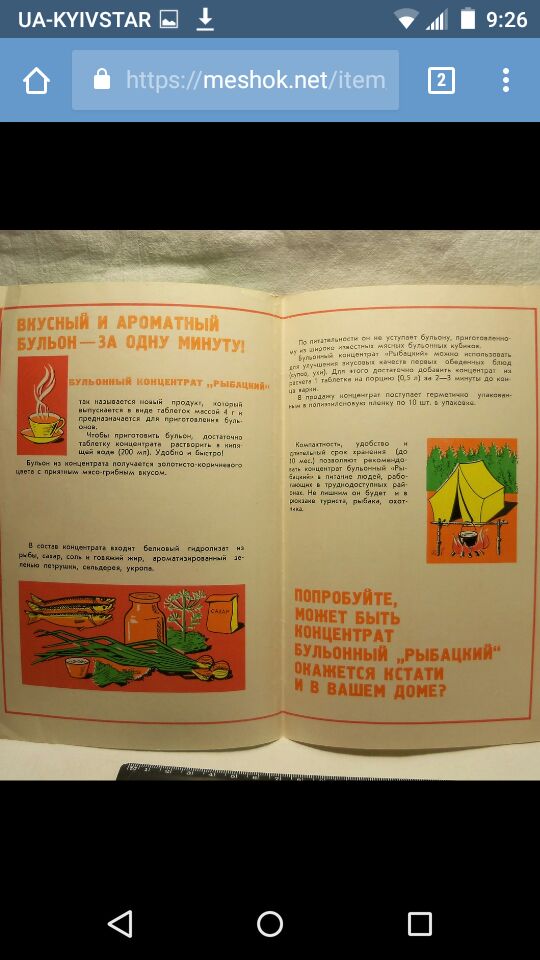 UA-KYIVSTAR
9:26
https://meshok.net/item
2
ВКУСНЫЙ И АРОМАТНЫЙ
БУЛЬОН — ЗА ОДНУ МИНУТУ!
БУЛЬОННЫЙ КОНЦЕНТРАТ „РЫБАЦКИЙ“
так называется новый продукт, который
выпускается в виде таблеток массой 4 г и
предназначается для приготовления буль-
онов.
Чтобы приготовить бульон, достаточно
таблетку концентрата растворить в кипя-
щей воде (200 мл). Удобно и быстро!
Бульон из концентрата получается золотисто-коричневого
цвета с приятным мясо-грибным вкусом.
В состав концентрата входят белковый гидролизат из
рыбы, сахар, соль и говяжий жир, ароматизированный зе-
ленью петрушки, сельдерея, укропа.
САХАР
По питательности он не уступает бульону, приготовленно-
му из широко известных мясных бульонных кубиков.
Бульонный концентрат «Рыбацкий» можно использовать
для улучшения вкусовых качеств первых обеденных блюд
(супов, ухи). Для этого достаточно добавить концентрат из
расчета 1 таблетка на порцию (0,5 л) за 2—3 минуты до кон-
ца варки.
В продажу концентрат поступает герметично упакован-
ным в полиэтиленовую пленку по 10 шт. в упаковке.
Компактность, удобство и
длительный срок хранения (до
10 мес.) позволяют рекомендо-
вать концентрат бульонный «Ры-
бацкий» в питание людей, рабо-
тающих в труднодоступных рай-
онах. Не лишним он будет и в
рюкзаке туриста, рыбака, охот-
ника.
ПОПРОБУЙТЕ,
МОЖЕТ БЫТЬ
КОНЦЕНТРАТ
БУЛЬОННЫЙ „РЫБАЦКИЙ“
ОКАЖЕТСЯ КСТАТИ
И В ВАШЕМ ДОМЕ?